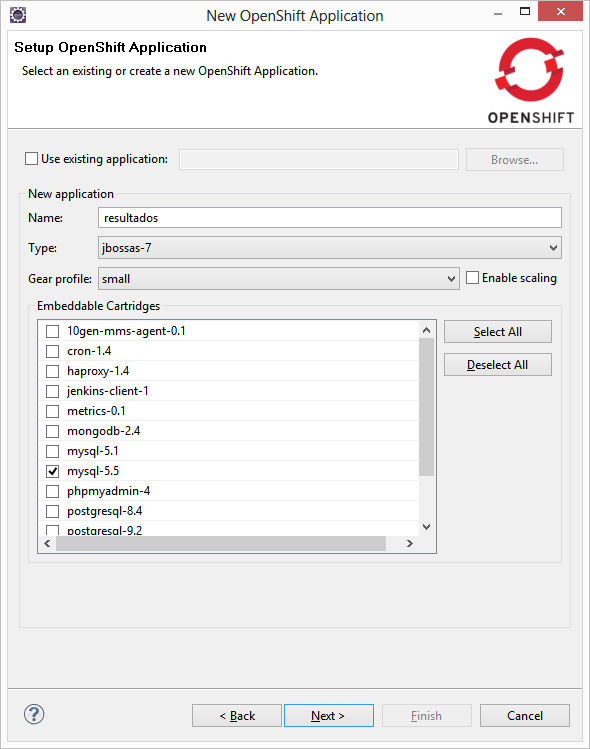 New OpenShift Application
Setup OpenShift Application
Select an existing or create a new OpenShift Application.
OPENSHIFT
Use existing application:
Browse...
New application
Name: resultados
Type: jbossas-7
Gear profile: small Enable scaling
Embeddable Cartridges
10gen-mms-agent-0.1
Select All
cron-1.4
haproxy-1.4
Deselect All
jenkins-client-1
metrics-0.1
mongodb-2.4
mysql-5.1
mysql-5.5
phpmyadmin-4
postgresql-8.4
postgresql-9.2
? < Back Next > Finish Cancel